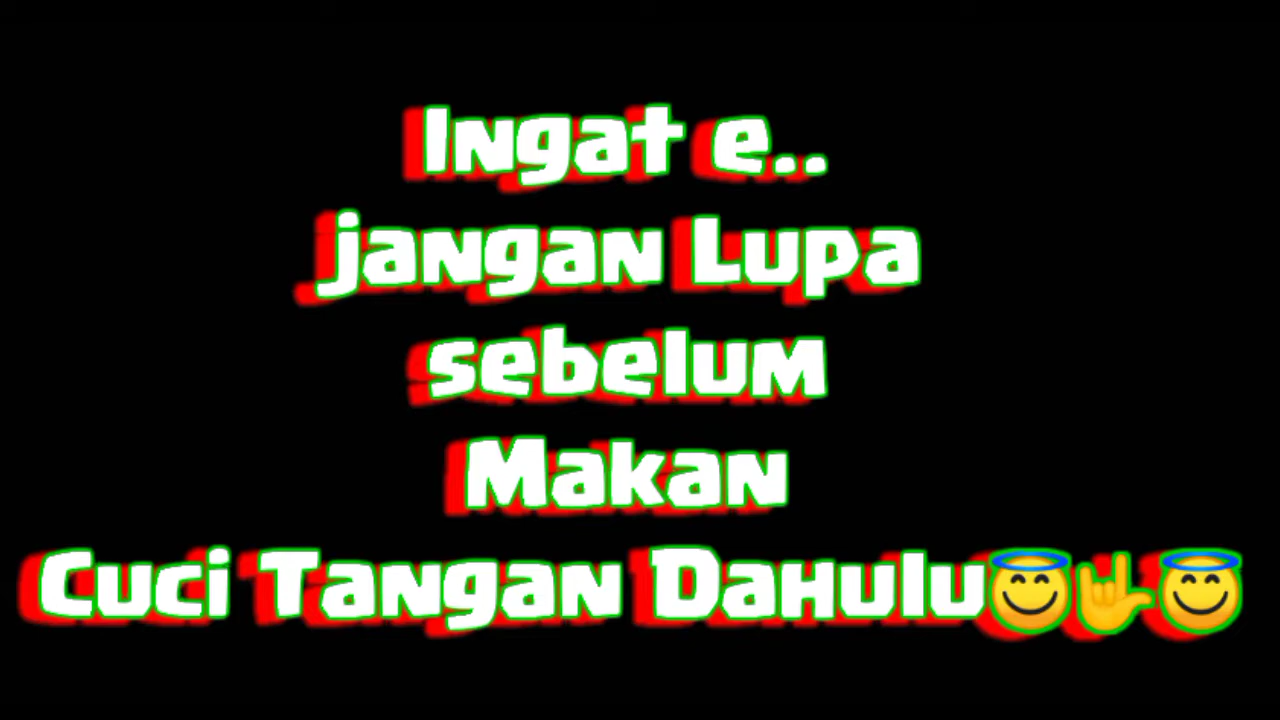 Ingat e..
jangan Lupa
sebelum
Makan
Cuci Tangan Dahulu😇🤟😇